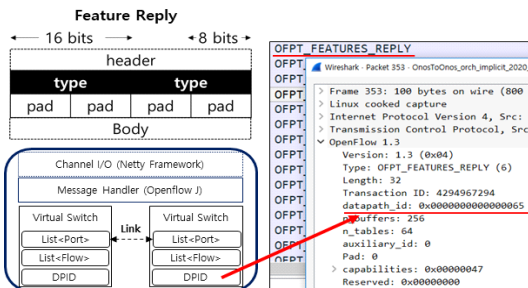 Feature Reply
16 bits
8 bits
header
type type
pad pad pad pad
Body
Channel I/O (Netty Framework)
Message Handler (Openflow J)
Virtual Switch
List<Port>
List<Flow>
DPID
Link
Virtual Switch
List<Port>
List<Flow>
DPID
OFPT_FEATURES_REPLY
OFPT_
Wireshark · Packet 353 · OnosToOnos_orch_implicit_2020
OFPT_
OFPT_
> Frame 353: 100 bytes on wire (800
> Linux cooked capture
> Internet Protocol Version 4, Src:
> Transmission Control Protocol, Src
OpenFlow 1.3
Version: 1.3 (0x04)
Type: OFPT_FEATURES_REPLY (6)
Length: 32
Transaction ID: 4294967294
datapath_id: 0x0000000000000065
n_buffers: 256
n_tables: 64
auxiliary_id: 0
Pad: 0
> capabilities: 0x00000047
Reserved: 0x00000000